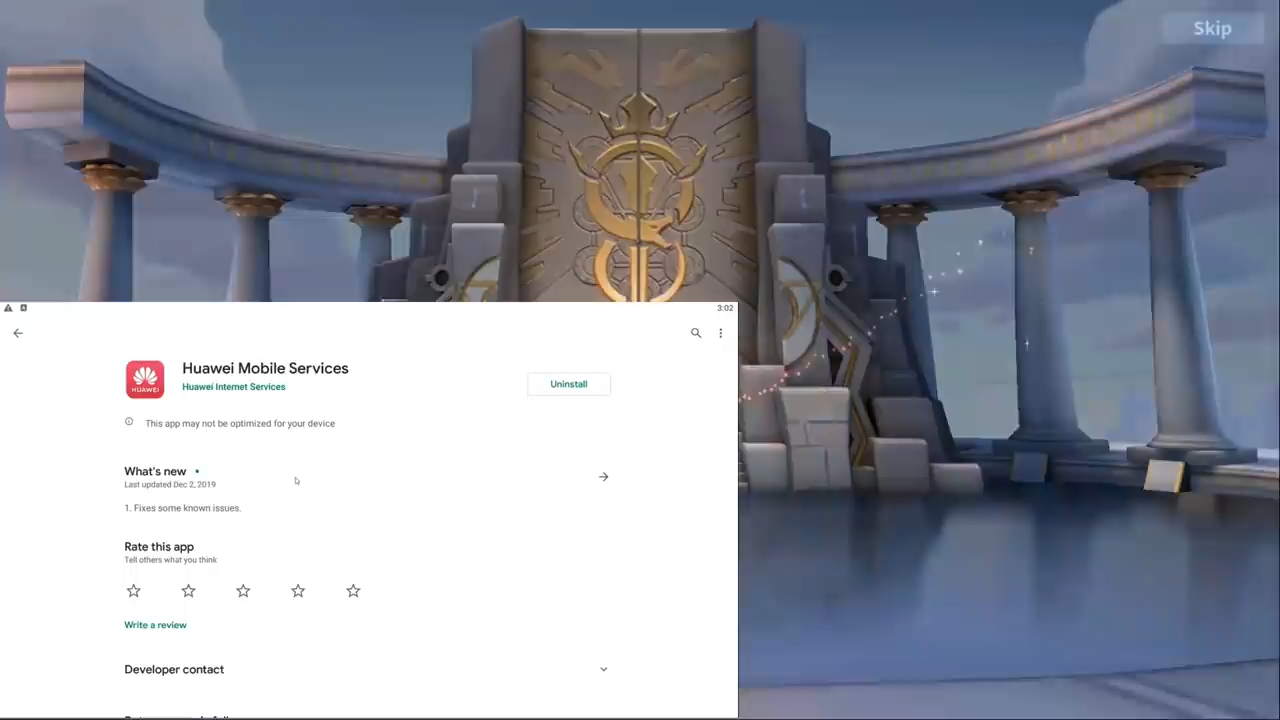 Skip
3:02
Huawei Mobile Services
Huawei Internet Services
HUAWEI
Uninstall
This app may not be optimized for your device
What's new
Last updated Dec 2, 2019
1. Fixes some known issues.
Rate this app
Tell others what you think
Write a review
Developer contact